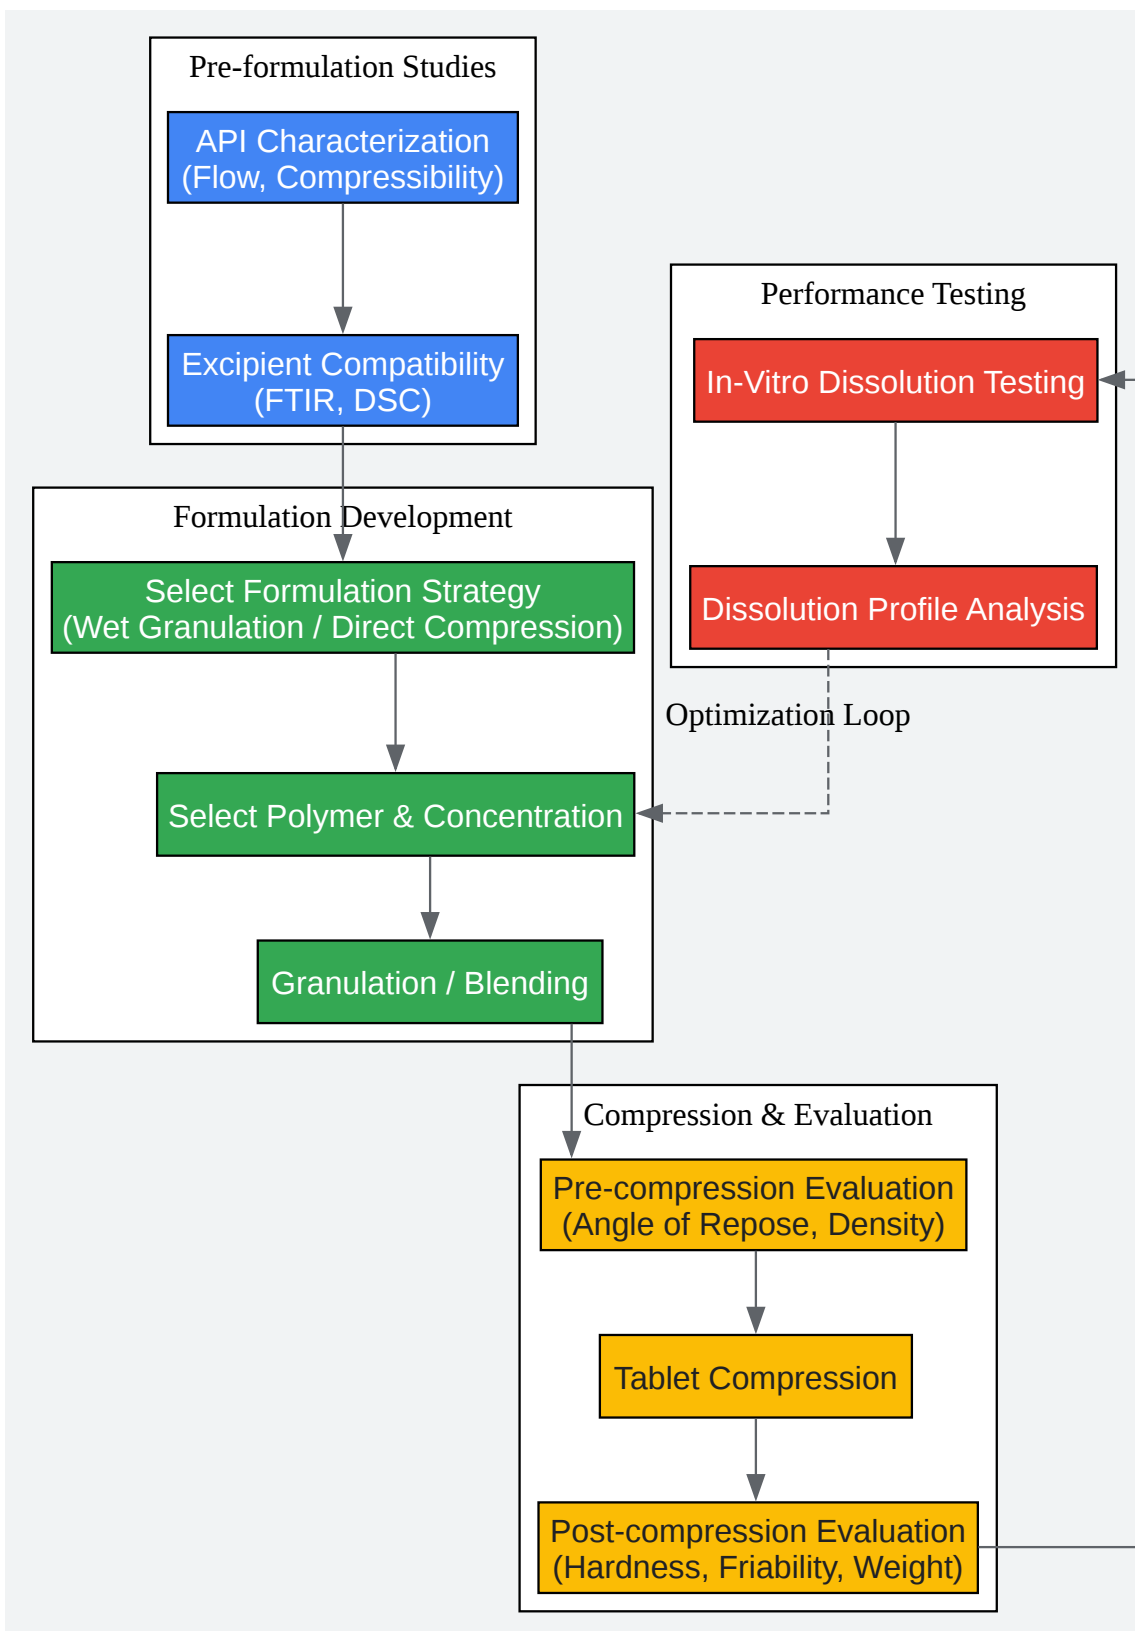 Pre-formulation Studies
API Characterization
(Flow, Compressibility)
Excipient Compatibility
(FTIR, DSC)
Performance Testing
In-Vitro Dissolution Testing
Dissolution Profile Analysis
Optimization Loop
Formulation Development
Select Formulation Strategy
(Wet Granulation / Direct Compression)
Select Polymer & Concentration
Granulation / Blending
Compression & Evaluation
Pre-compression Evaluation
(Angle of Repose, Density)
Tablet Compression
Post-compression Evaluation
(Hardness, Friability, Weight)